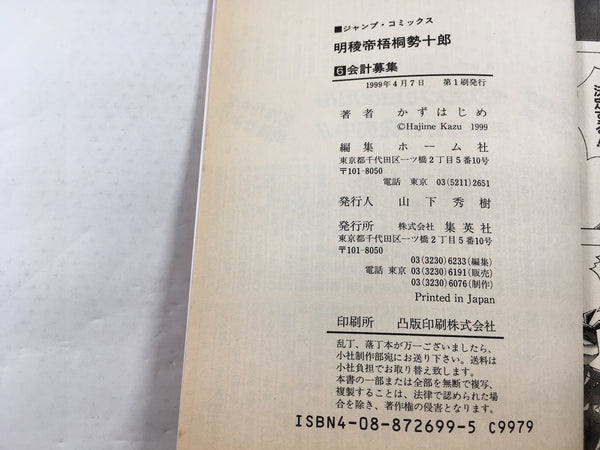 ■ジャンプ・コミックス
明稜帝梧桐勢十郎
6会計募集
1999年4月7日 第1刷発行
著者 かずはじめ
©Hajime Kazu 1999
編集 ホーム社
東京都千代田区一ツ橋2丁目5番10号
〒101-8050
電話 東京 03(5211)2651
発行人 山下秀樹
発行所 株式会社 集英社
東京都千代田区一ツ橋2丁目5番10号
〒101-8050
03(3230)6233(編集)
電話 東京 03(3230)6191(販売)
03(3230)6076(制作)
Printed in Japan
印刷所 凸版印刷株式会社
乱丁、落丁本が万一ございましたら、
小社制作部宛にお送り下さい。送料は
小社負担でお取り替え致します。
本書の一部または全部を無断で複写、
複製することは、法律で認められた場
合を除き、著作権の侵害となります。
ISBN4-08-872699-5 C9979